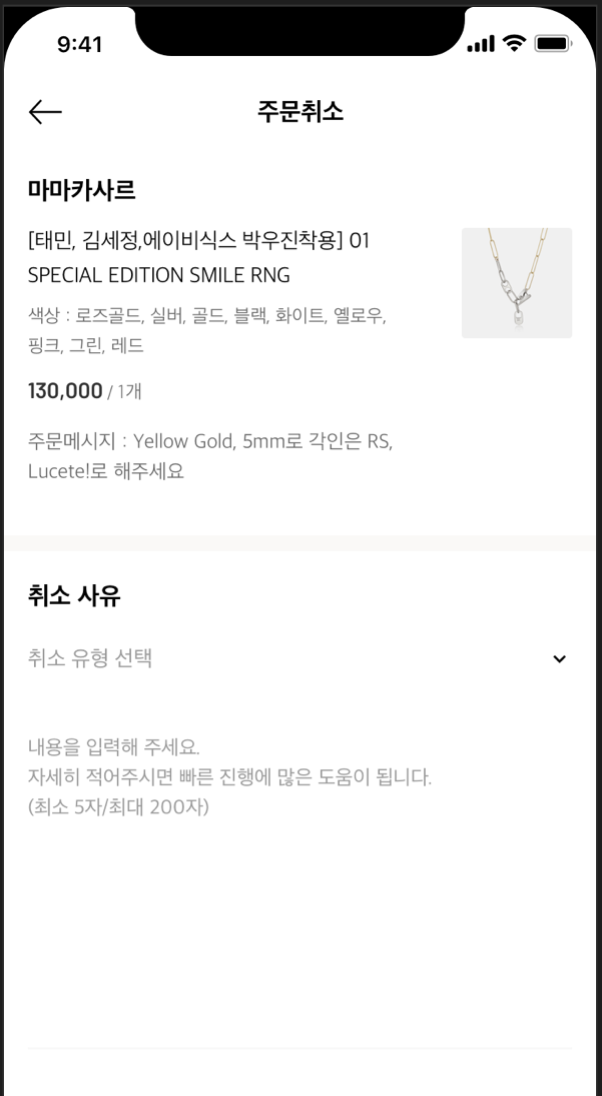 9:41
주문취소
마마카사르
[태민, 김세정,에이비식스 박우진착용] 01
SPECIAL EDITION SMILE RNG
색상 : 로즈골드, 실버, 골드, 블랙, 화이트, 옐로우,
핑크, 그린, 레드
130,000 / 1개
주문메시지 : Yellow Gold, 5mm로 각인은 RS,
Lucete!로 해주세요
취소 사유
취소 유형 선택
내용을 입력해 주세요.
자세히 적어주시면 빠른 진행에 많은 도움이 됩니다.
(최소 5자/최대 200자)